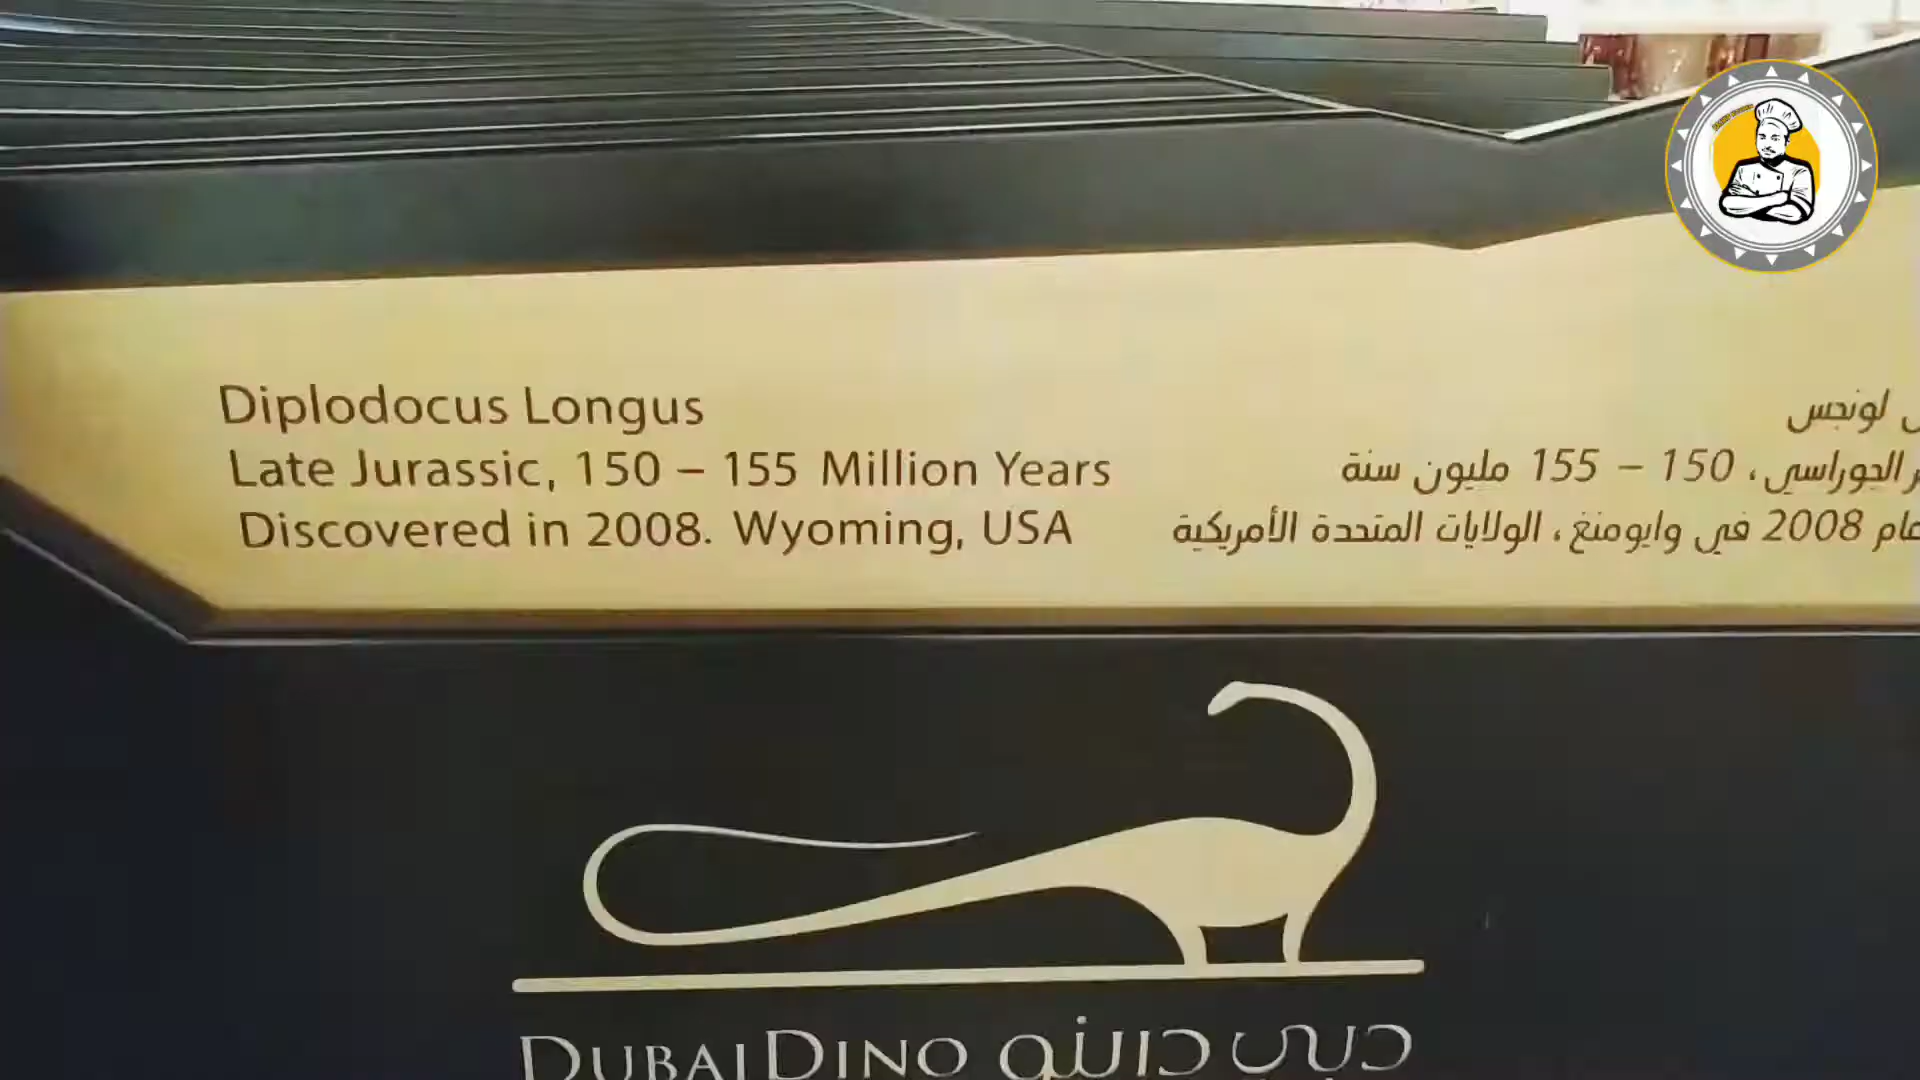 Diplodocus Longus
Late Jurassic, 150 – 155 Million Years
Discovered in 2008. Wyoming, USA
لونجس
الجوراسي، 150 – 155 مليون سنة
عام 2008 في وايومنغ، الولايات المتحدة الأمريكية
DUBAI DINO دبي داينو